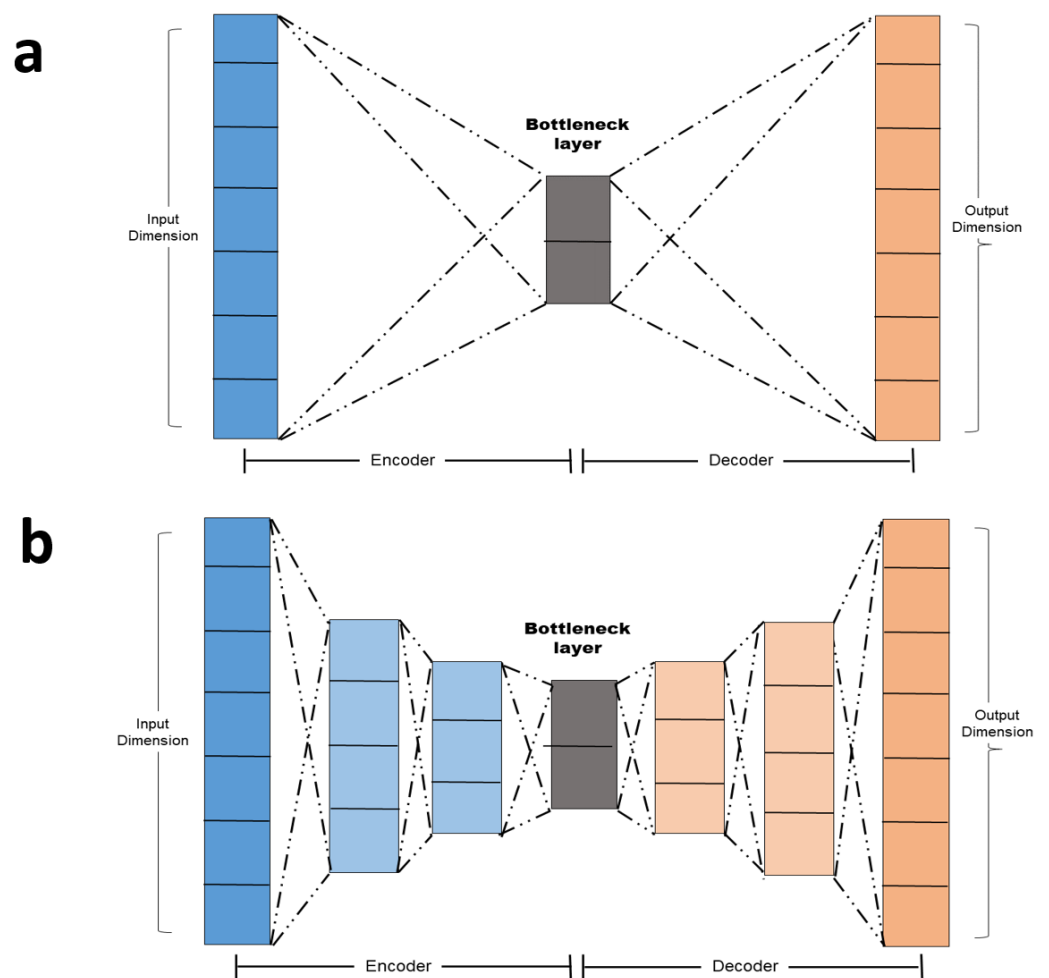 a
Bottleneck
layer
Input
Dimension
Output
Dimension
Encoder
Decoder
b
Bottleneck
layer
Input
Dimension
Output
Dimension
Encoder
Decoder